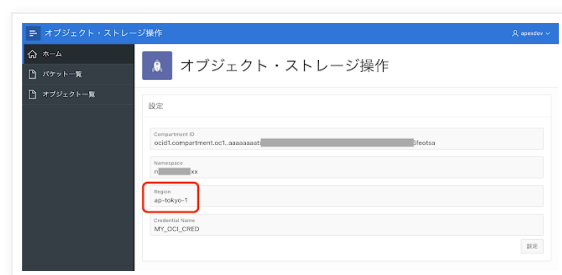 オブジェクト・ストレージ操作
apexdev
ホーム
バケット一覧
オブジェクト一覧
オブジェクト・ストレージ操作
設定
Compartment ID
ocid1.compartment.oc1..aaaaaaaat 3feotsa
Namespace
n xx
Region
ap-tokyo-1
Credential Name
MY_OCI_CRED
設定